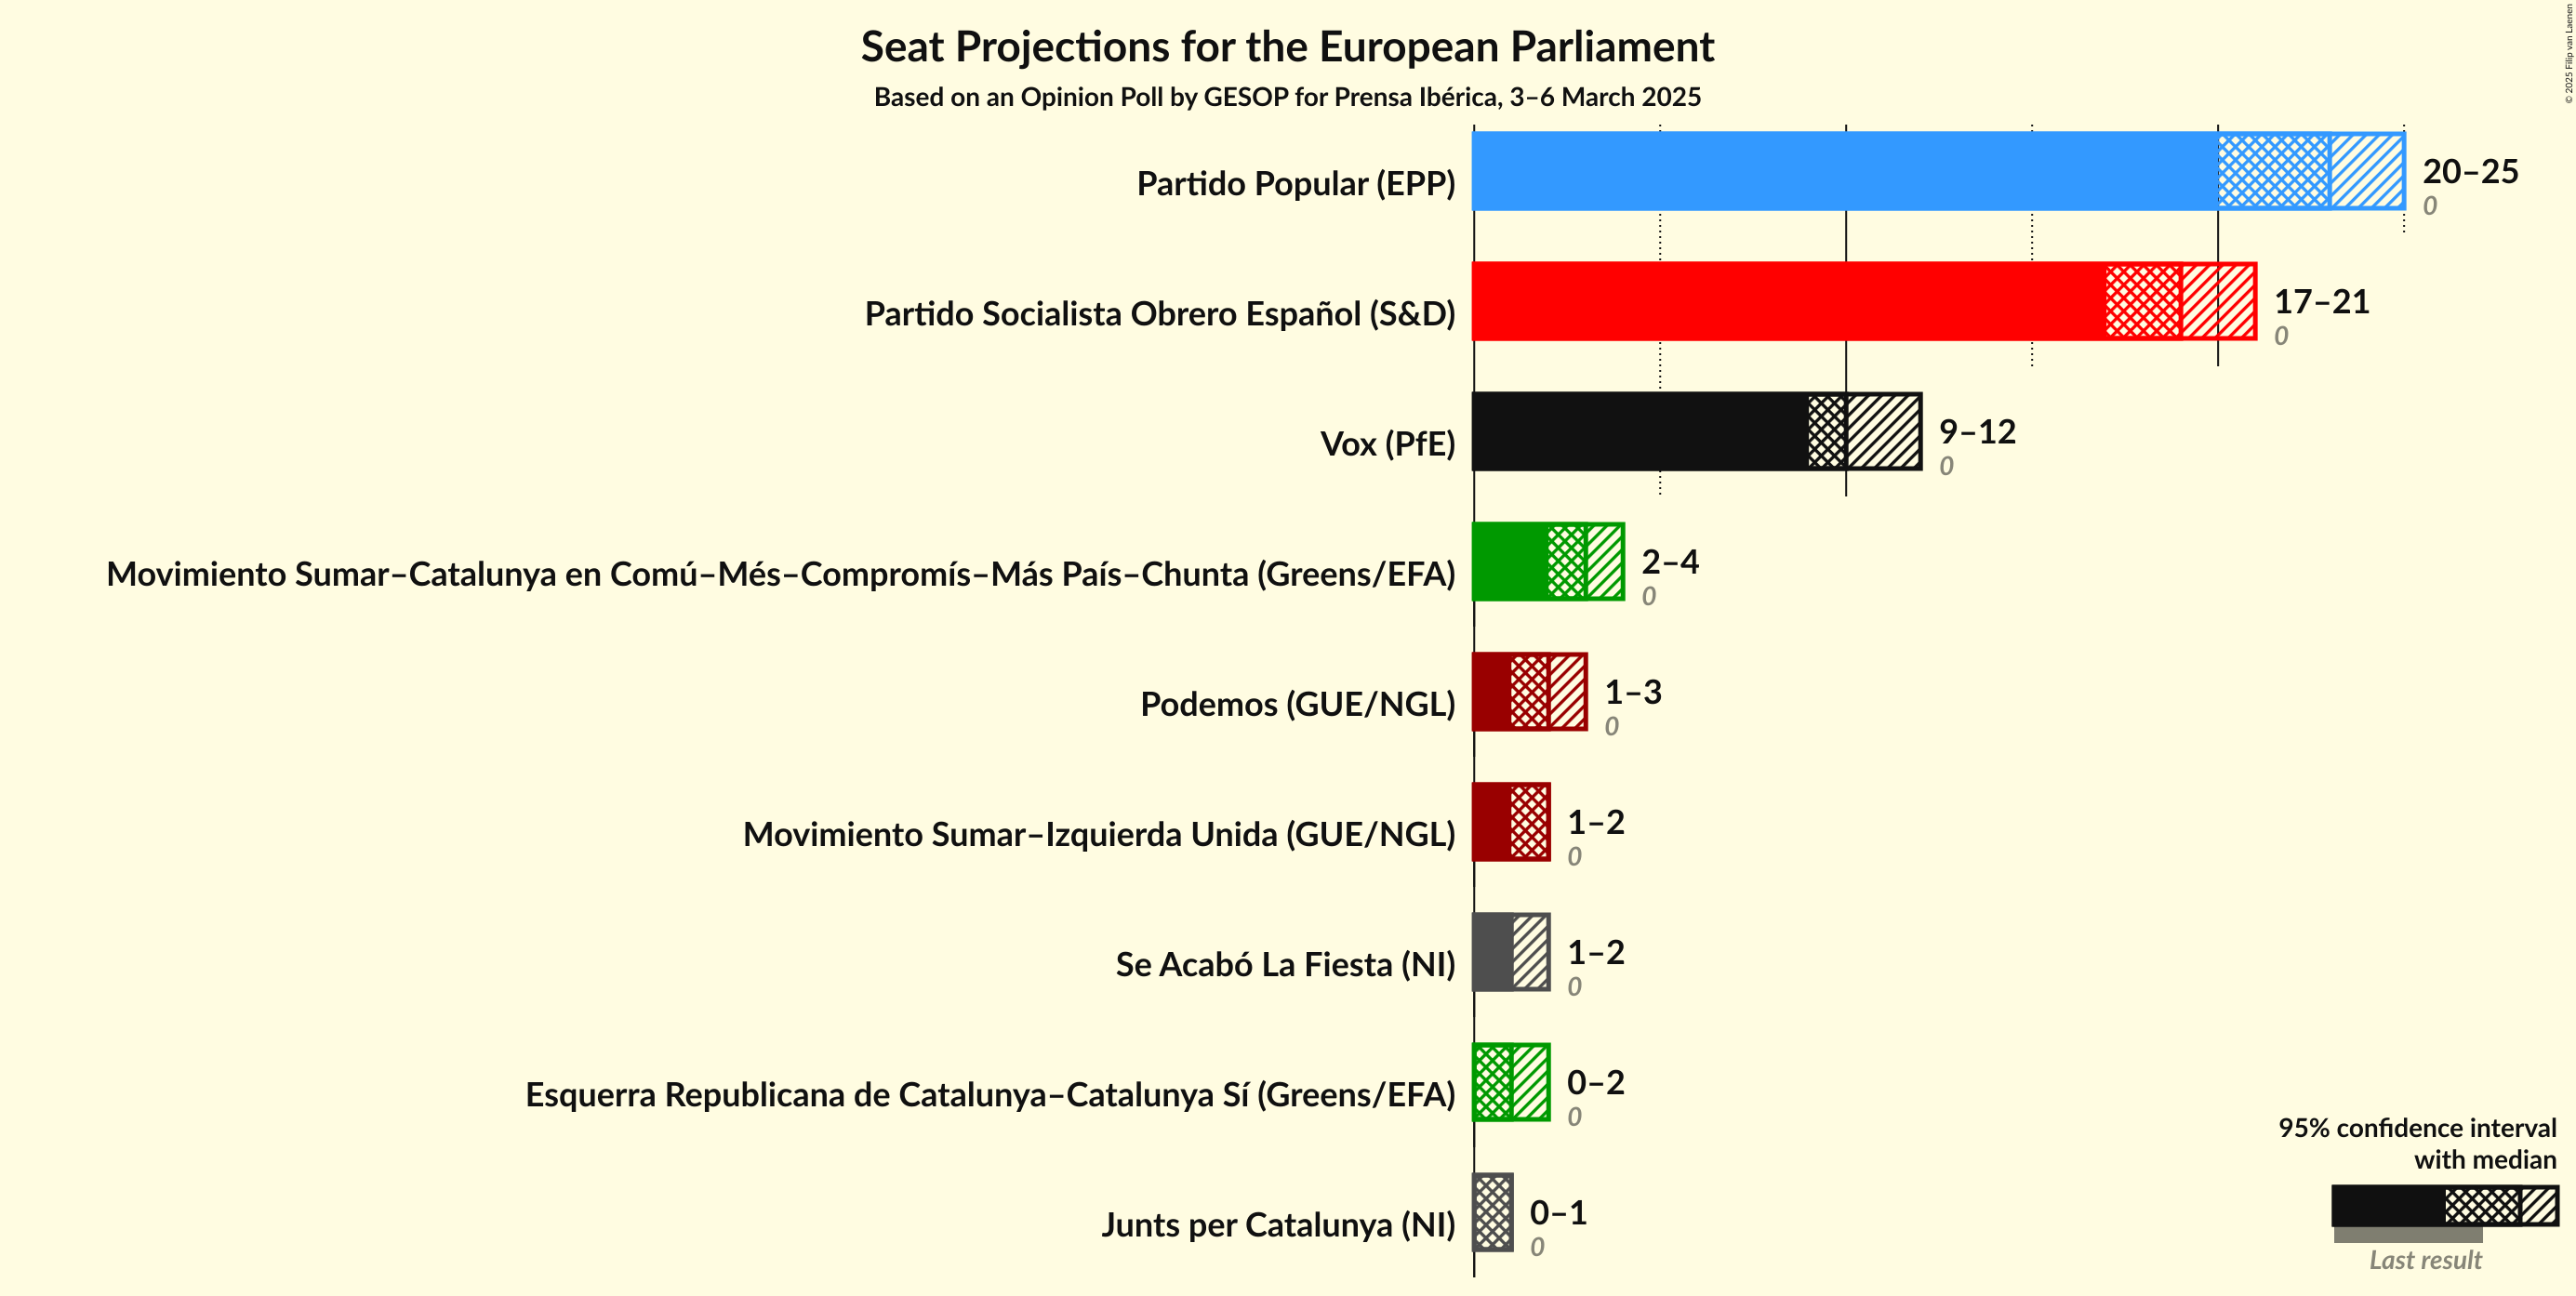 Seat Projections for the European Parliament
Based on an Opinion Poll by GESOP for Prensa Ibérica, 3–6 March 2025
© 2025 Filip van Laenen
Partido Popular (EPP)
20–25
0
Partido Socialista Obrero Español (S&D)
17–21
0
Vox (PfE)
9–12
0
Movimiento Sumar–Catalunya en Comú–Més–Compromís–Más País–Chunta (Greens/EFA)
2–4
0
Podemos (GUE/NGL)
1–3
0
Movimiento Sumar–Izquierda Unida (GUE/NGL)
1–2
0
Se Acabó La Fiesta (NI)
1–2
0
Esquerra Republicana de Catalunya–Catalunya Sí (Greens/EFA)
0–2
0
Junts per Catalunya (NI)
0–1
0
95% confidence interval
with median
Last result